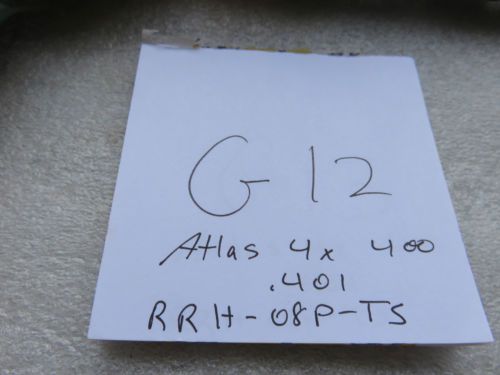 G 12
Atlas 4x 400
.401
RRH-08P-TS